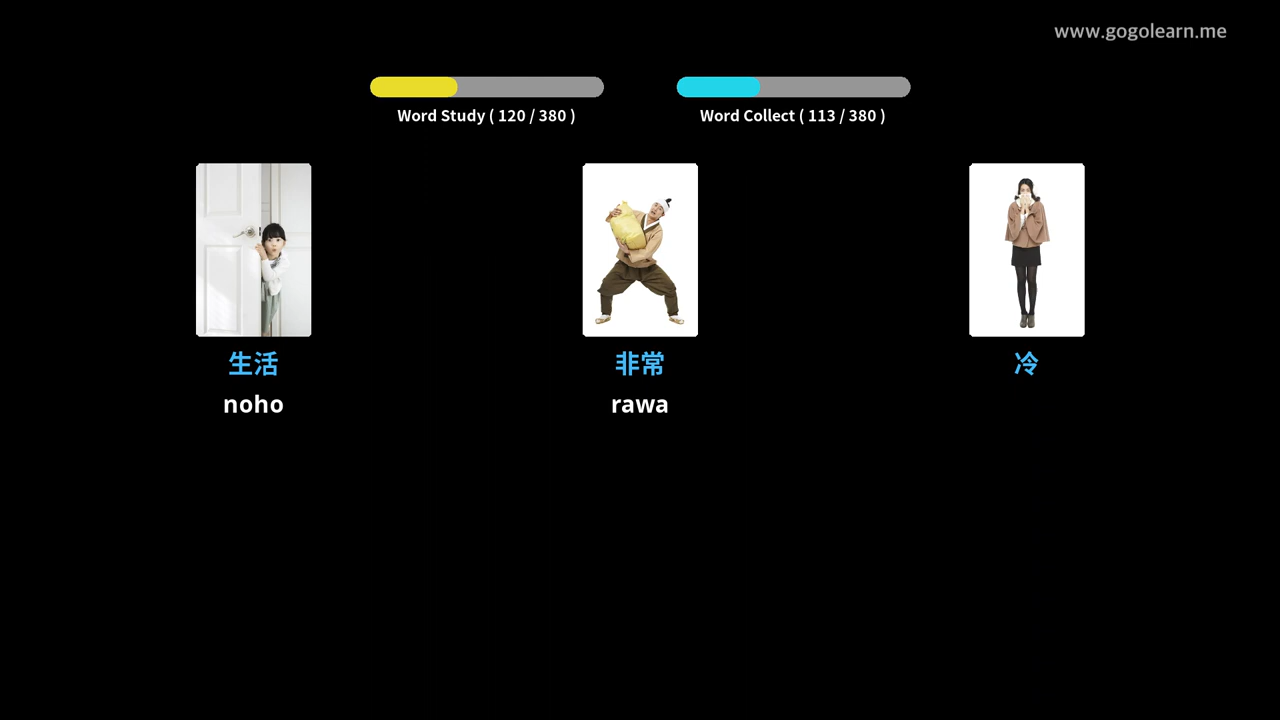 www.gogolearn.me
Word Study ( 120 / 380 )
Word Collect ( 113 / 380 )
生活
非常
冷
noho
rawa